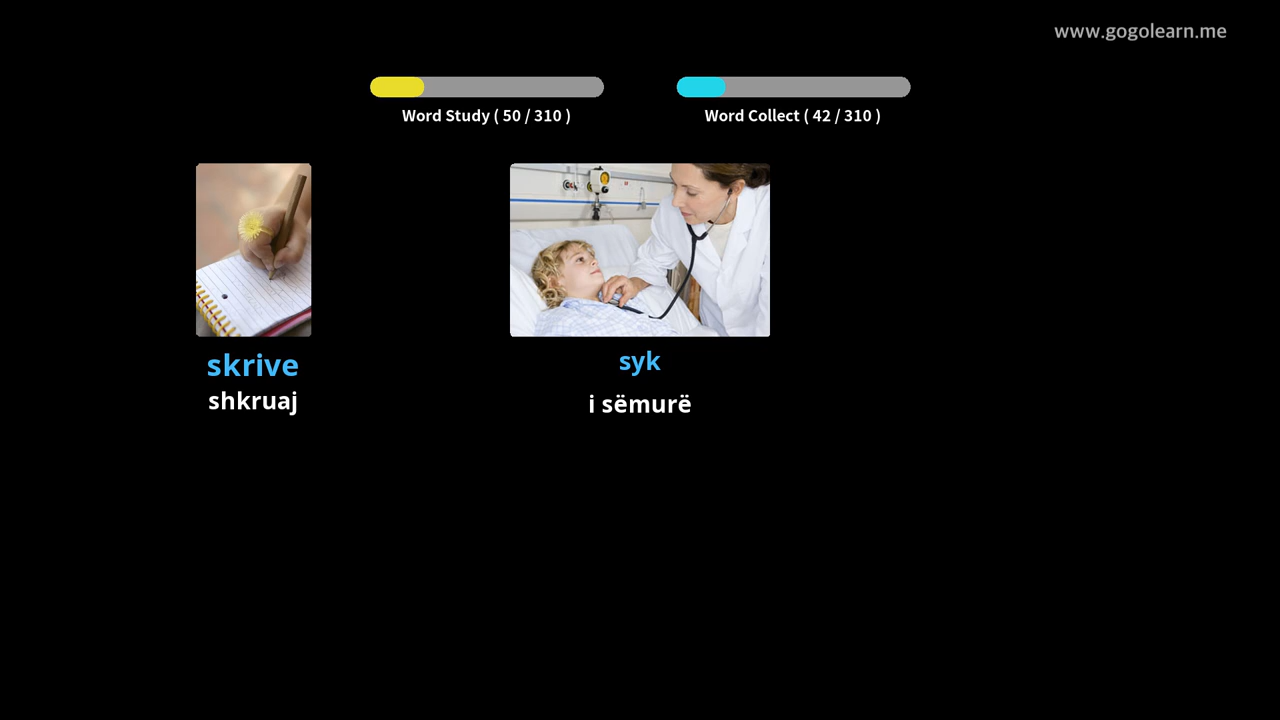 www.gogolearn.me
Word Study ( 50 / 310 )
Word Collect ( 42 / 310 )
skrive
shkruaj
syk
i sëmurë